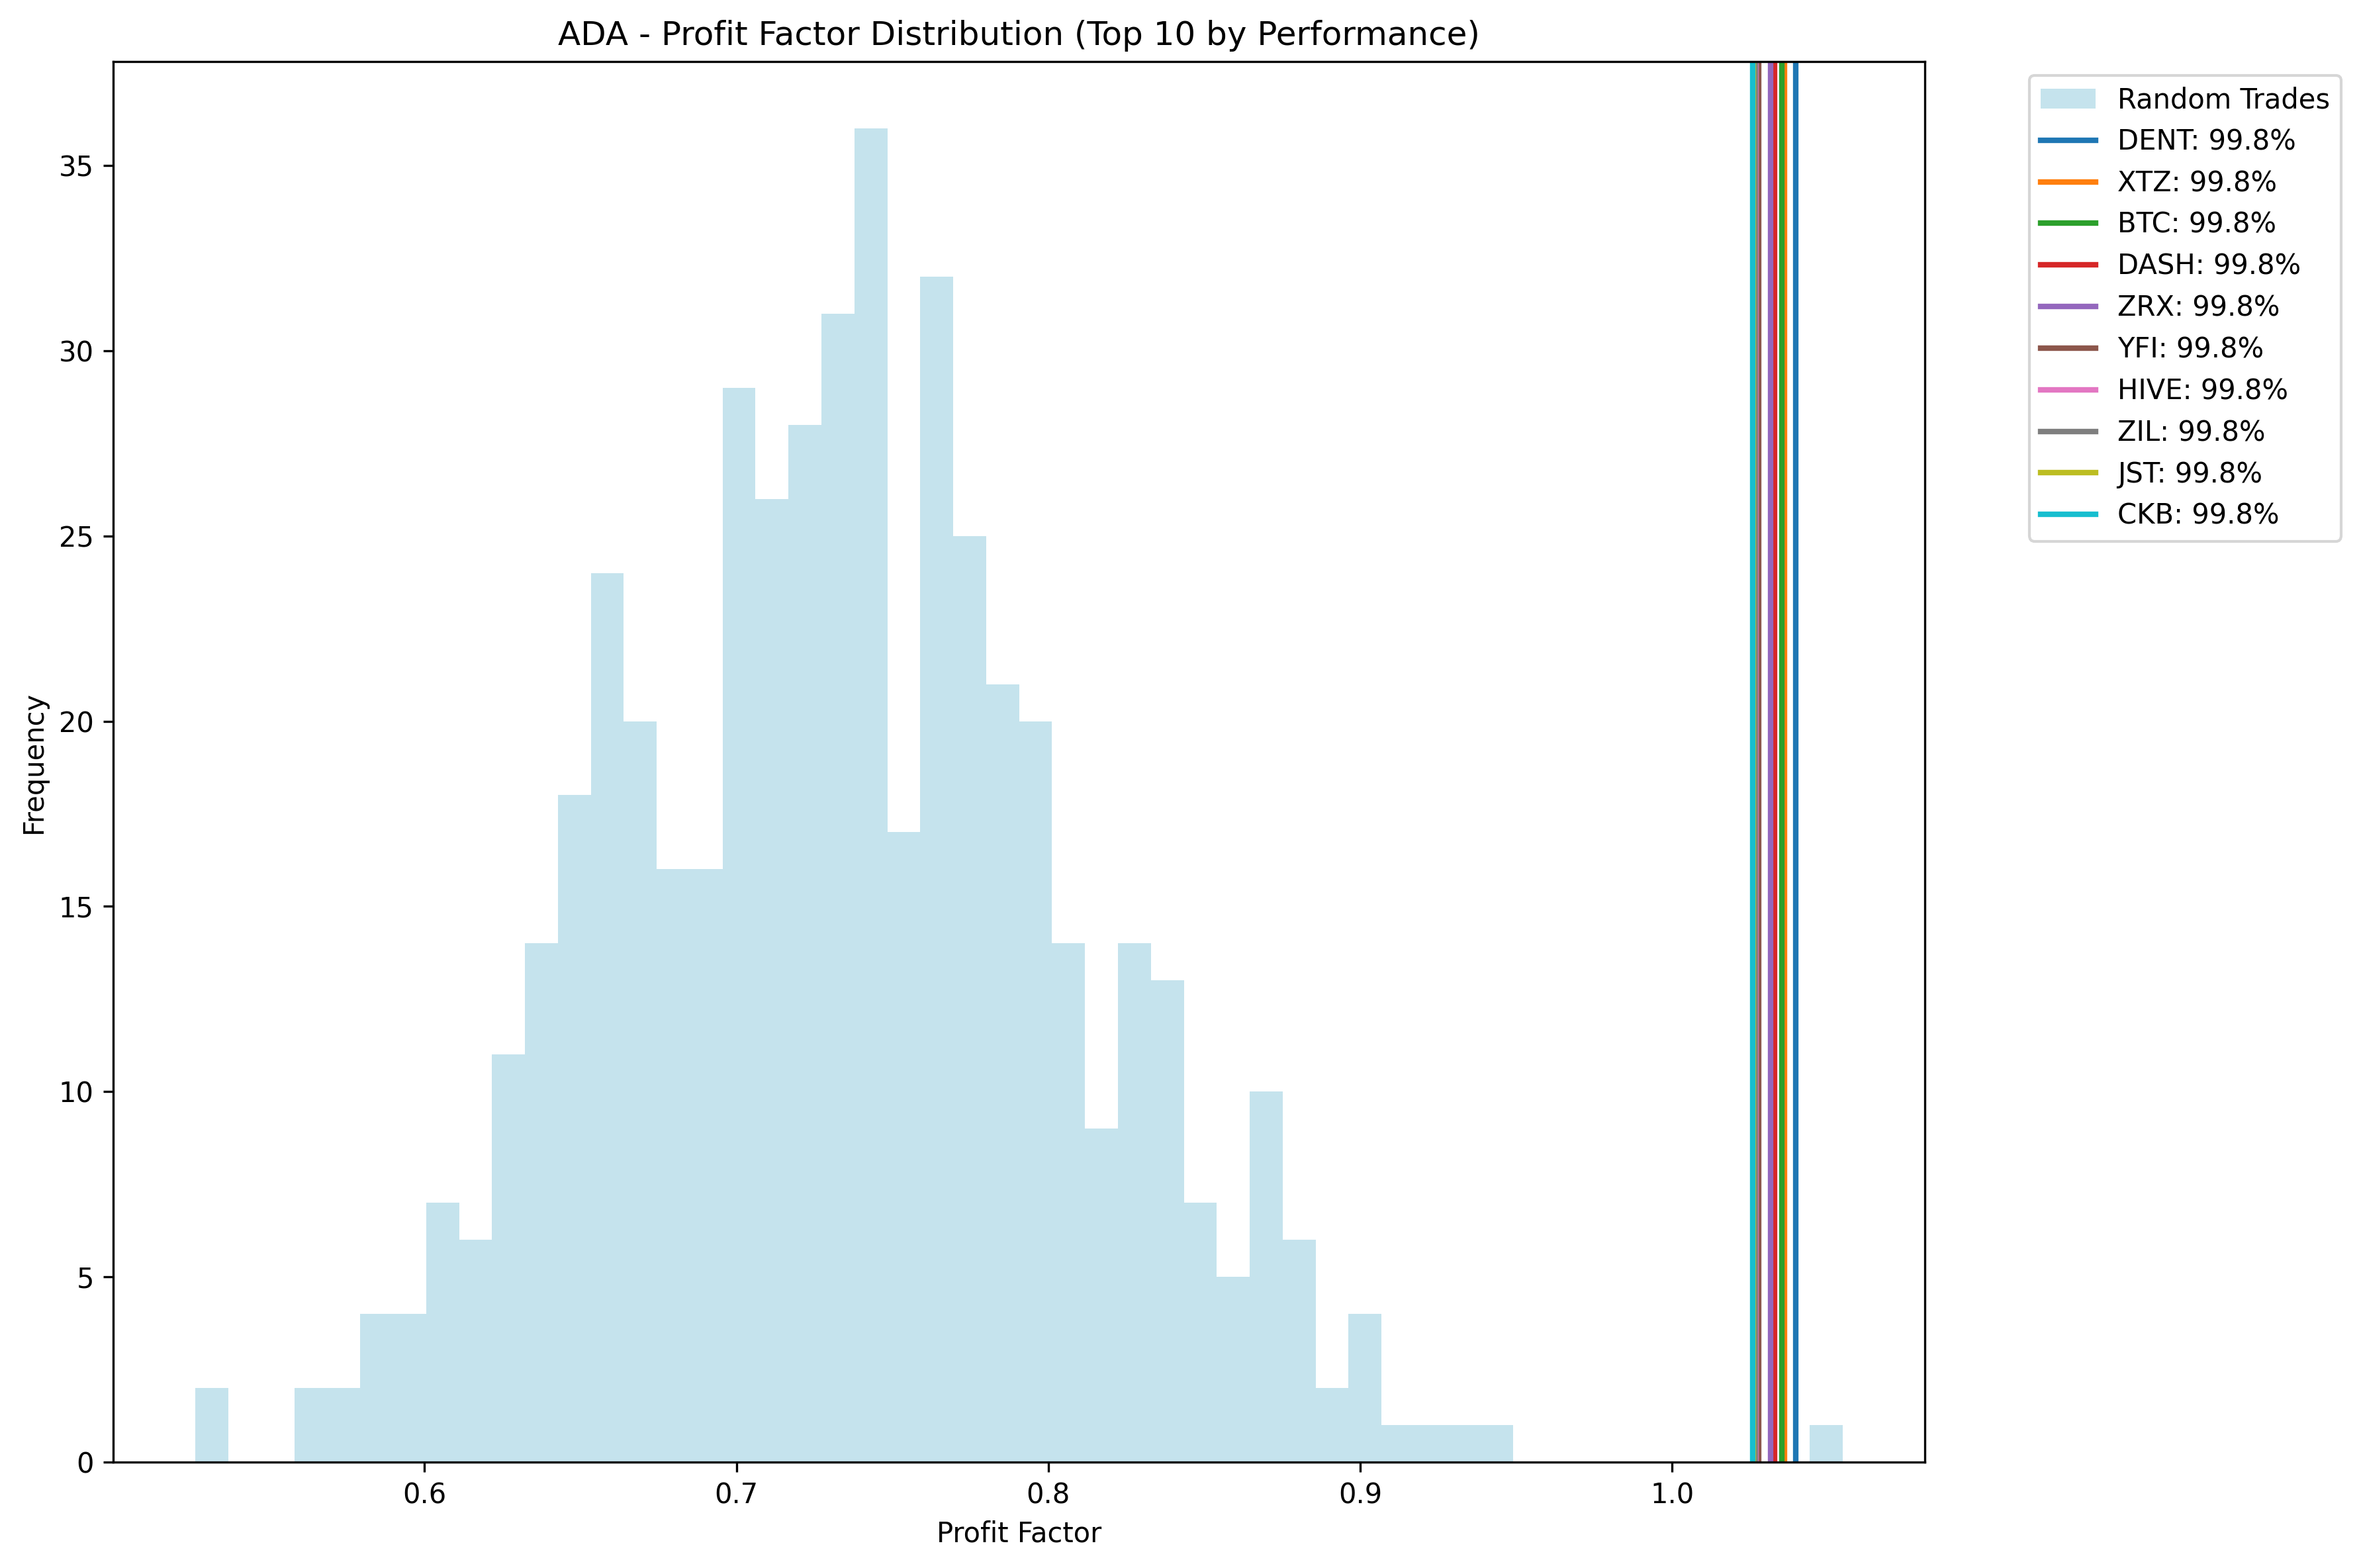 ADA - Profit Factor Distribution (Top 10 by Performance)
Frequency
35
30
25
20
15
10
5
0
0.6
0.7
0.8
0.9
1.0
Profit Factor
Random Trades
DENT: 99.8%
XTZ: 99.8%
BTC: 99.8%
DASH: 99.8%
ZRX: 99.8%
YFI: 99.8%
HIVE: 99.8%
ZIL: 99.8%
JST: 99.8%
CKB: 99.8%